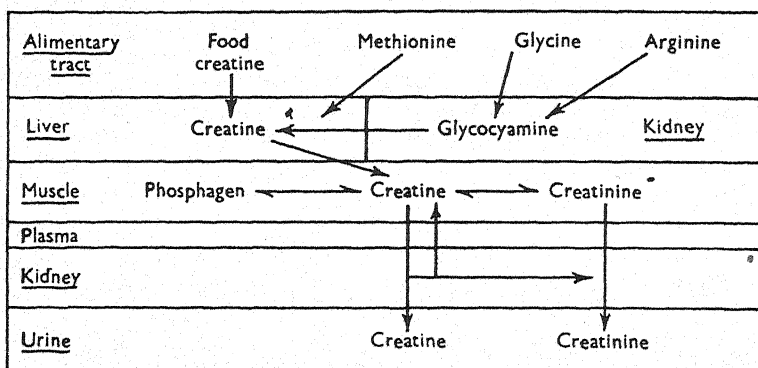 Alimentary tract Food creatine Methionine Glycine Arginine
Liver Creatine Glycocyamine Kidney
Muscle Phosphagen Creatine Creatinine
Plasma
Kidney
Urine Creatine Creatinine